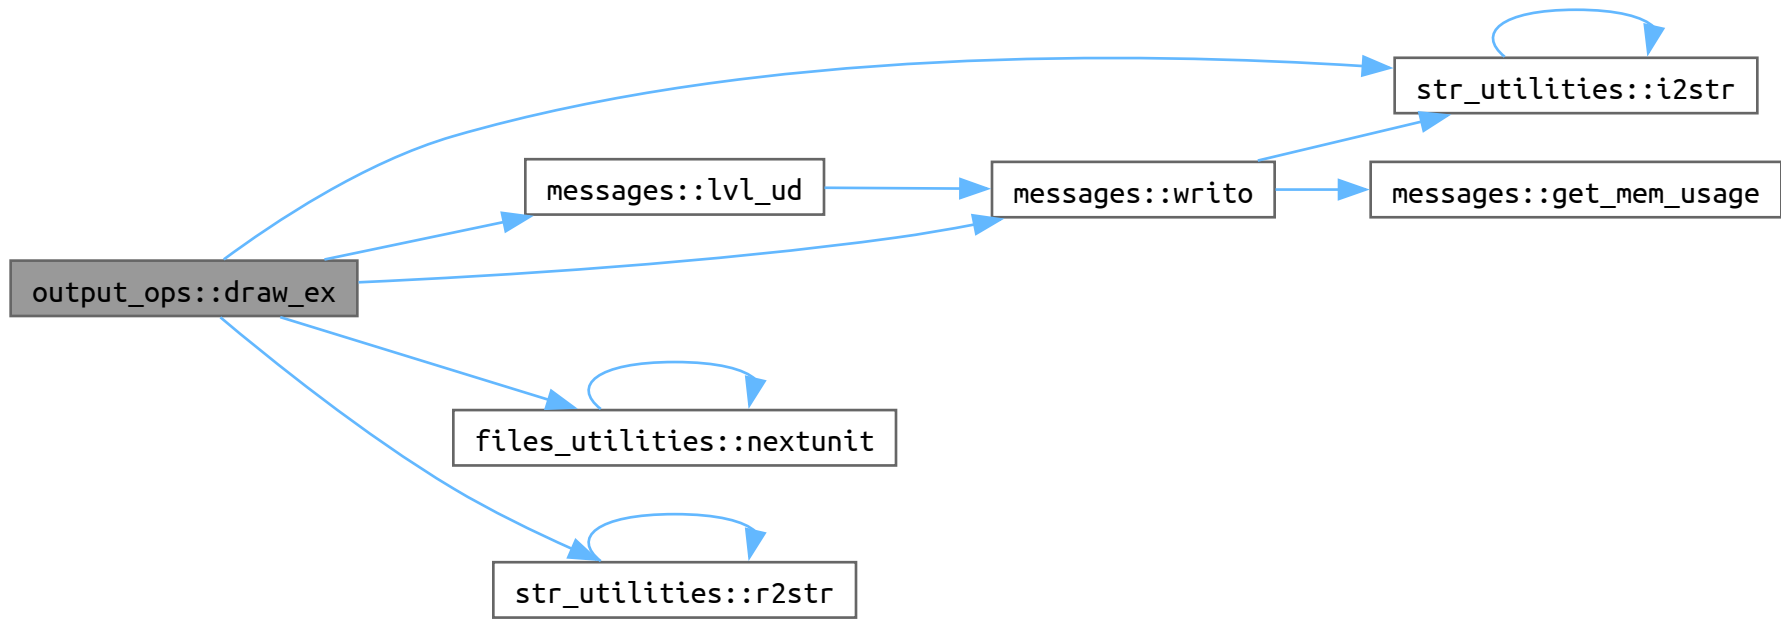 str_utilities::i2str
messages::lvl_ud
messages::writo
messages::get_mem_usage
output_ops::draw_ex
files_utilities::nextunit
str_utilities::r2str